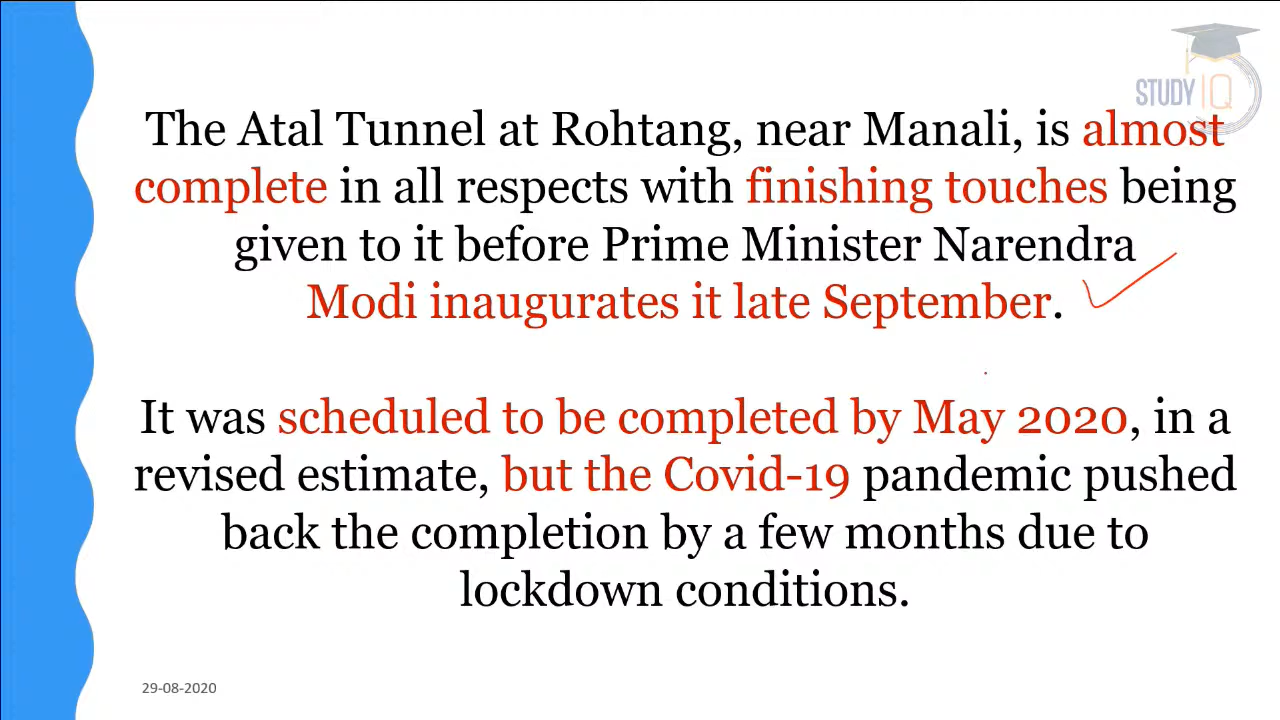 STUDY IQ
The Atal Tunnel at Rohtang, near Manali, is almost
complete in all respects with finishing touches being
given to it before Prime Minister Narendra
Modi inaugurates it late September.
It was scheduled to be completed by May 2020, in a
revised estimate, but the Covid-19 pandemic pushed
back the completion by a few months due to
lockdown conditions.
29-08-2020